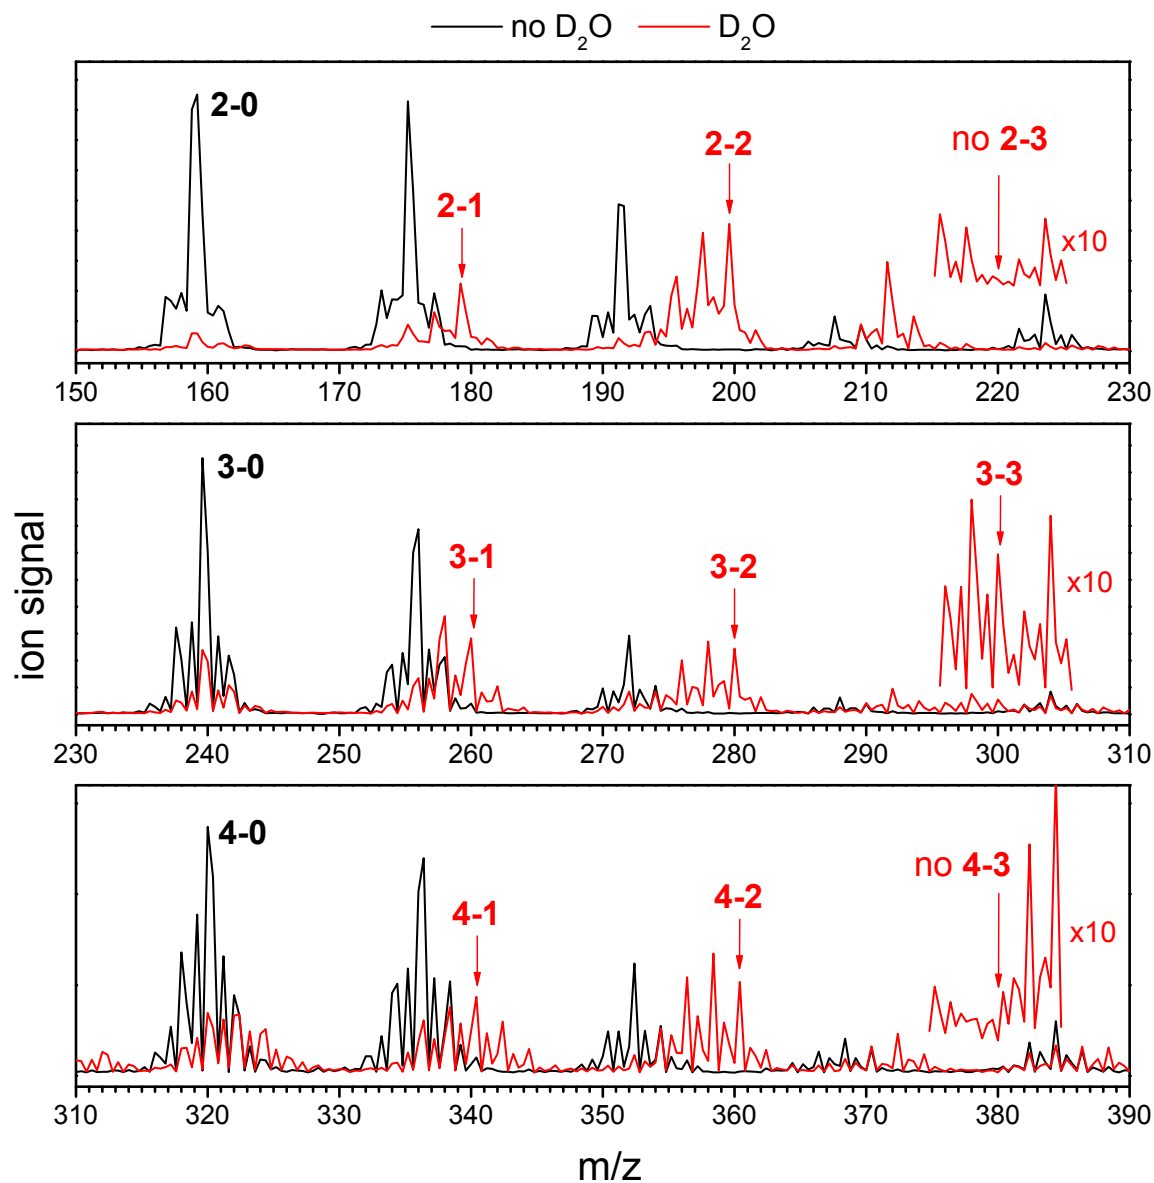 no D₂O D₂O
2-0
2-1
2-2
no 2-3
x10
150 160 170 180 190 200 210 220 230
3-0
3-1
3-2
3-3
x10
230 240 250 260 270 280 290 300 310
4-0
4-1
4-2
no 4-3
x10
310 320 330 340 350 360 370 380 390
ion signal
m/z